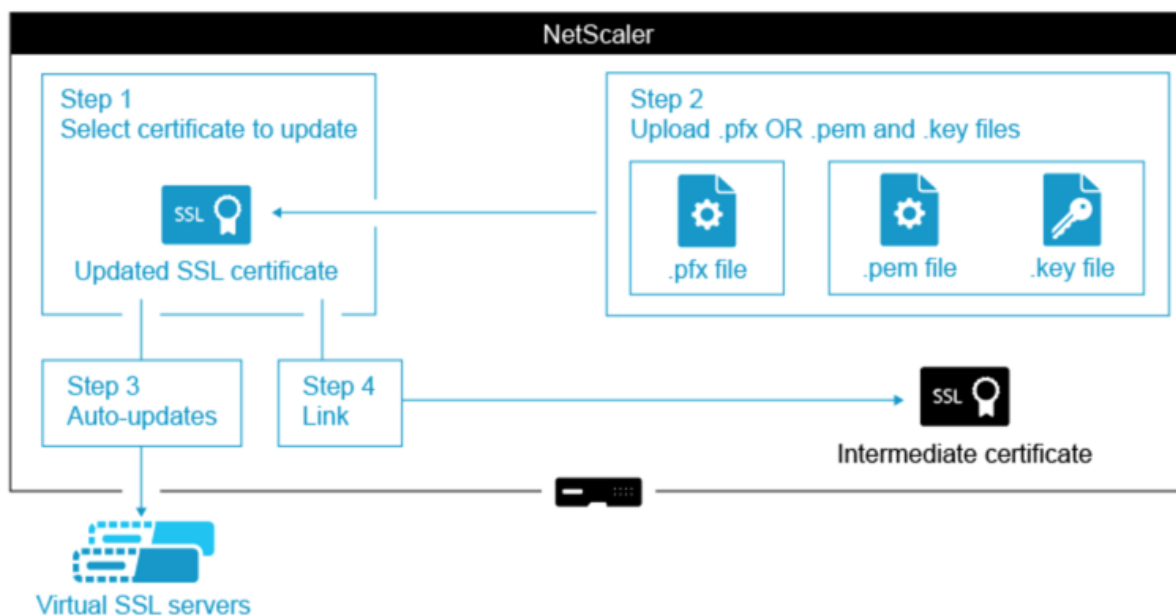 NetScaler
Step 1
Select certificate to update
SSL
Updated SSL certificate
Step 2
Upload .pfx OR .pem and .key files
.pfx file
.pem file
.key file
Step 3
Auto-updates
Step 4
Link
SSL
Intermediate certificate
Virtual SSL servers